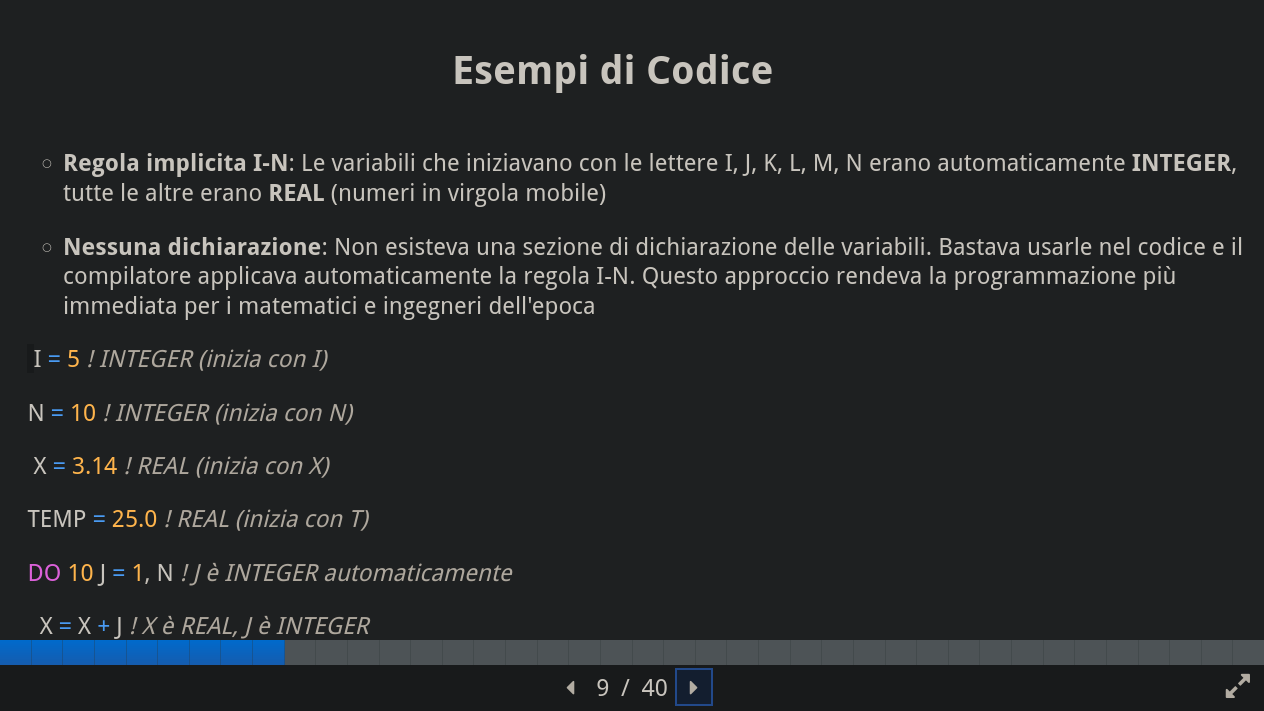 Esempi di Codice
Regola implicita I-N: Le variabili che iniziavano con le lettere I, J, K, L, M, N erano automaticamente INTEGER,
tutte le altre erano REAL (numeri in virgola mobile)
Nessuna dichiarazione: Non esisteva una sezione di dichiarazione delle variabili. Bastava usarle nel codice e il
compilatore applicava automaticamente la regola I-N. Questo approccio rendeva la programmazione più
immediata per i matematici e ingegneri dell'epoca
I = 5 ! INTEGER (inizia con I)
N = 10 ! INTEGER (inizia con N)
X = 3.14 ! REAL (inizia con X)
TEMP = 25.0 ! REAL (inizia con T)
DO 10 J = 1, N ! J è INTEGER automaticamente
X = X + J ! X è REAL, J è INTEGER
9 / 40